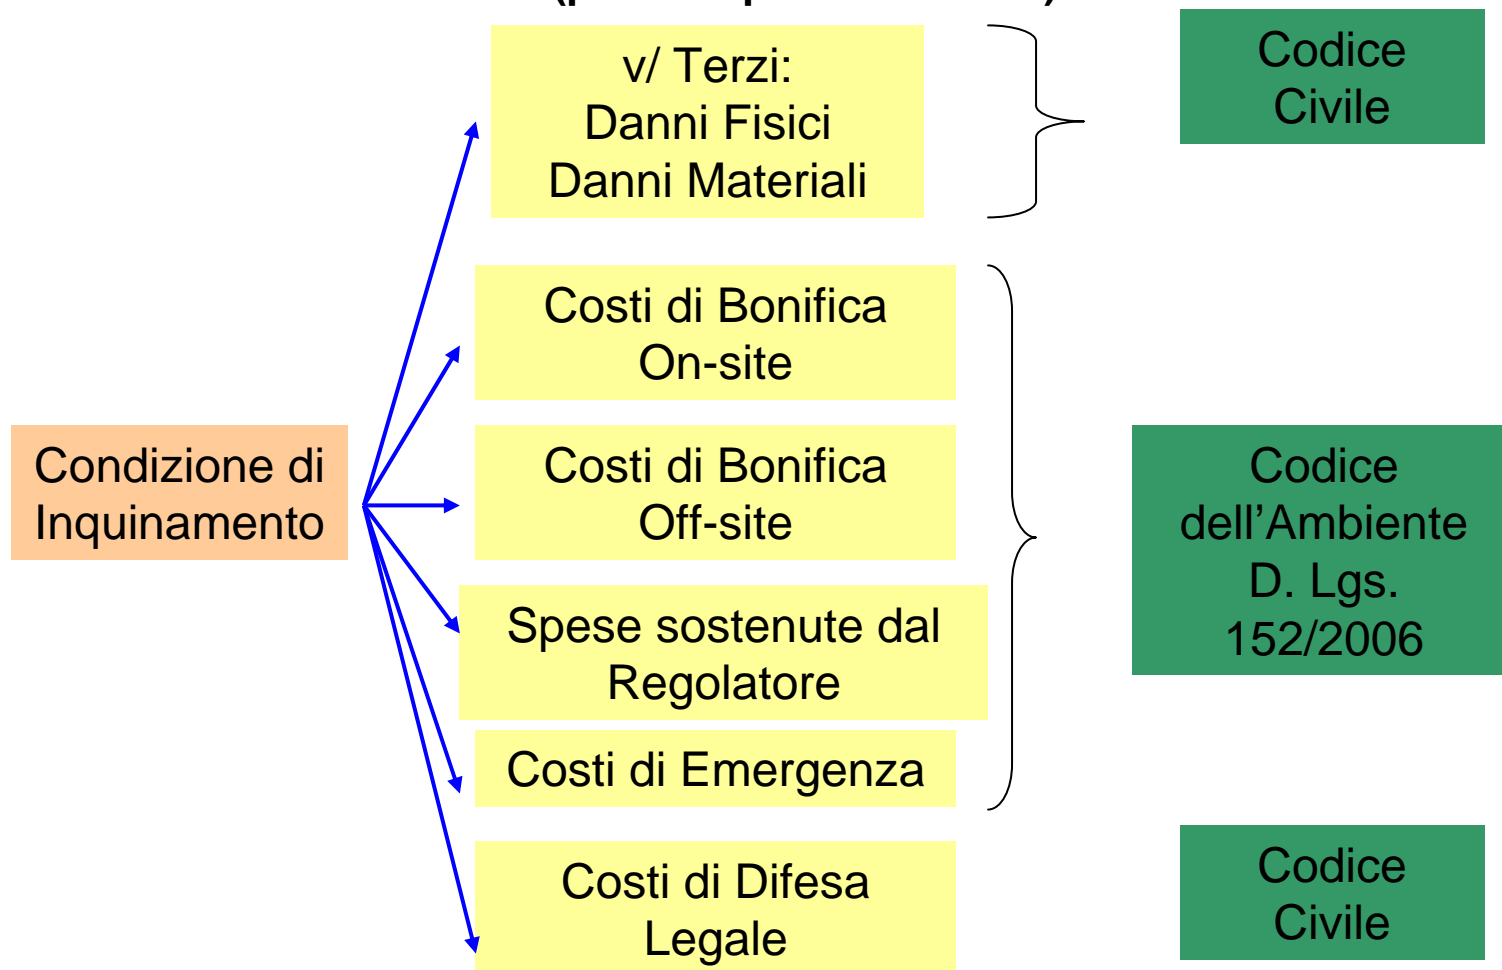 v/ Terzi:
Danni Fisici
Danni Materiali
Codice
Civile
Costi di Bonifica
On-site
Condizione di
Inquinamento
Costi di Bonifica
Off-site
Codice
dell’Ambiente
D. Lgs.
152/2006
Spese sostenute dal
Regolatore
Costi di Emergenza
Costi di Difesa
Legale
Codice
Civile